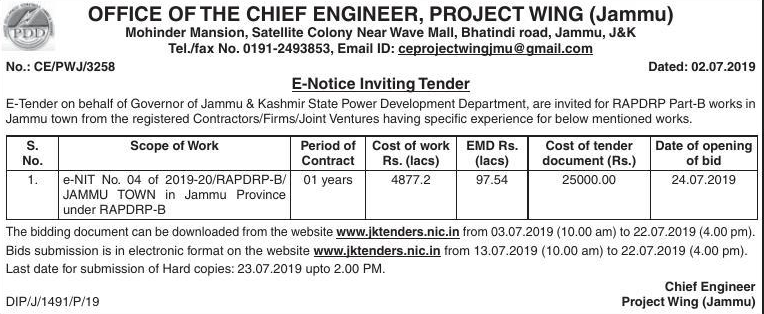 PDD
OFFICE OF THE CHIEF ENGINEER, PROJECT WING (Jammu)
Mohinder Mansion, Satellite Colony Near Wave Mall, Bhatindi road, Jammu, J&K
Tel./fax No. 0191-2493853, Email ID: ceprojectwingjmu@gmail.com
No.: CE/PWJ/3258 Dated: 02.07.2019
E-Notice Inviting Tender
E-Tender on behalf of Governor of Jammu & Kashmir State Power Development Department, are invited for RAPDRP Part-B works in
Jammu town from the registered Contractors/Firms/Joint Ventures having specific experience for below mentioned works.
S. Scope of Work Period of Cost of work EMD Rs. Cost of tender Date of opening
No. Contract Rs. (lacs) (lacs) document (Rs.) of bid
1. e-NIT No. 04 of 2019-20/RAPDRP-B/ 01 years 4877.2 97.54 25000.00 24.07.2019
JAMMU TOWN in Jammu Province
under RAPDRP-B
The bidding document can be downloaded from the website www.jktenders.nic.in from 03.07.2019 (10.00 am) to 22.07.2019 (4.00 pm).
Bids submission is in electronic format on the website www.jktenders.nic.in from 13.07.2019 (10.00 am) to 22.07.2019 (4.00 pm).
Last date for submission of Hard copies: 23.07.2019 upto 2.00 PM.
Chief Engineer
DIP/J/1491/P/19 Project Wing (Jammu)